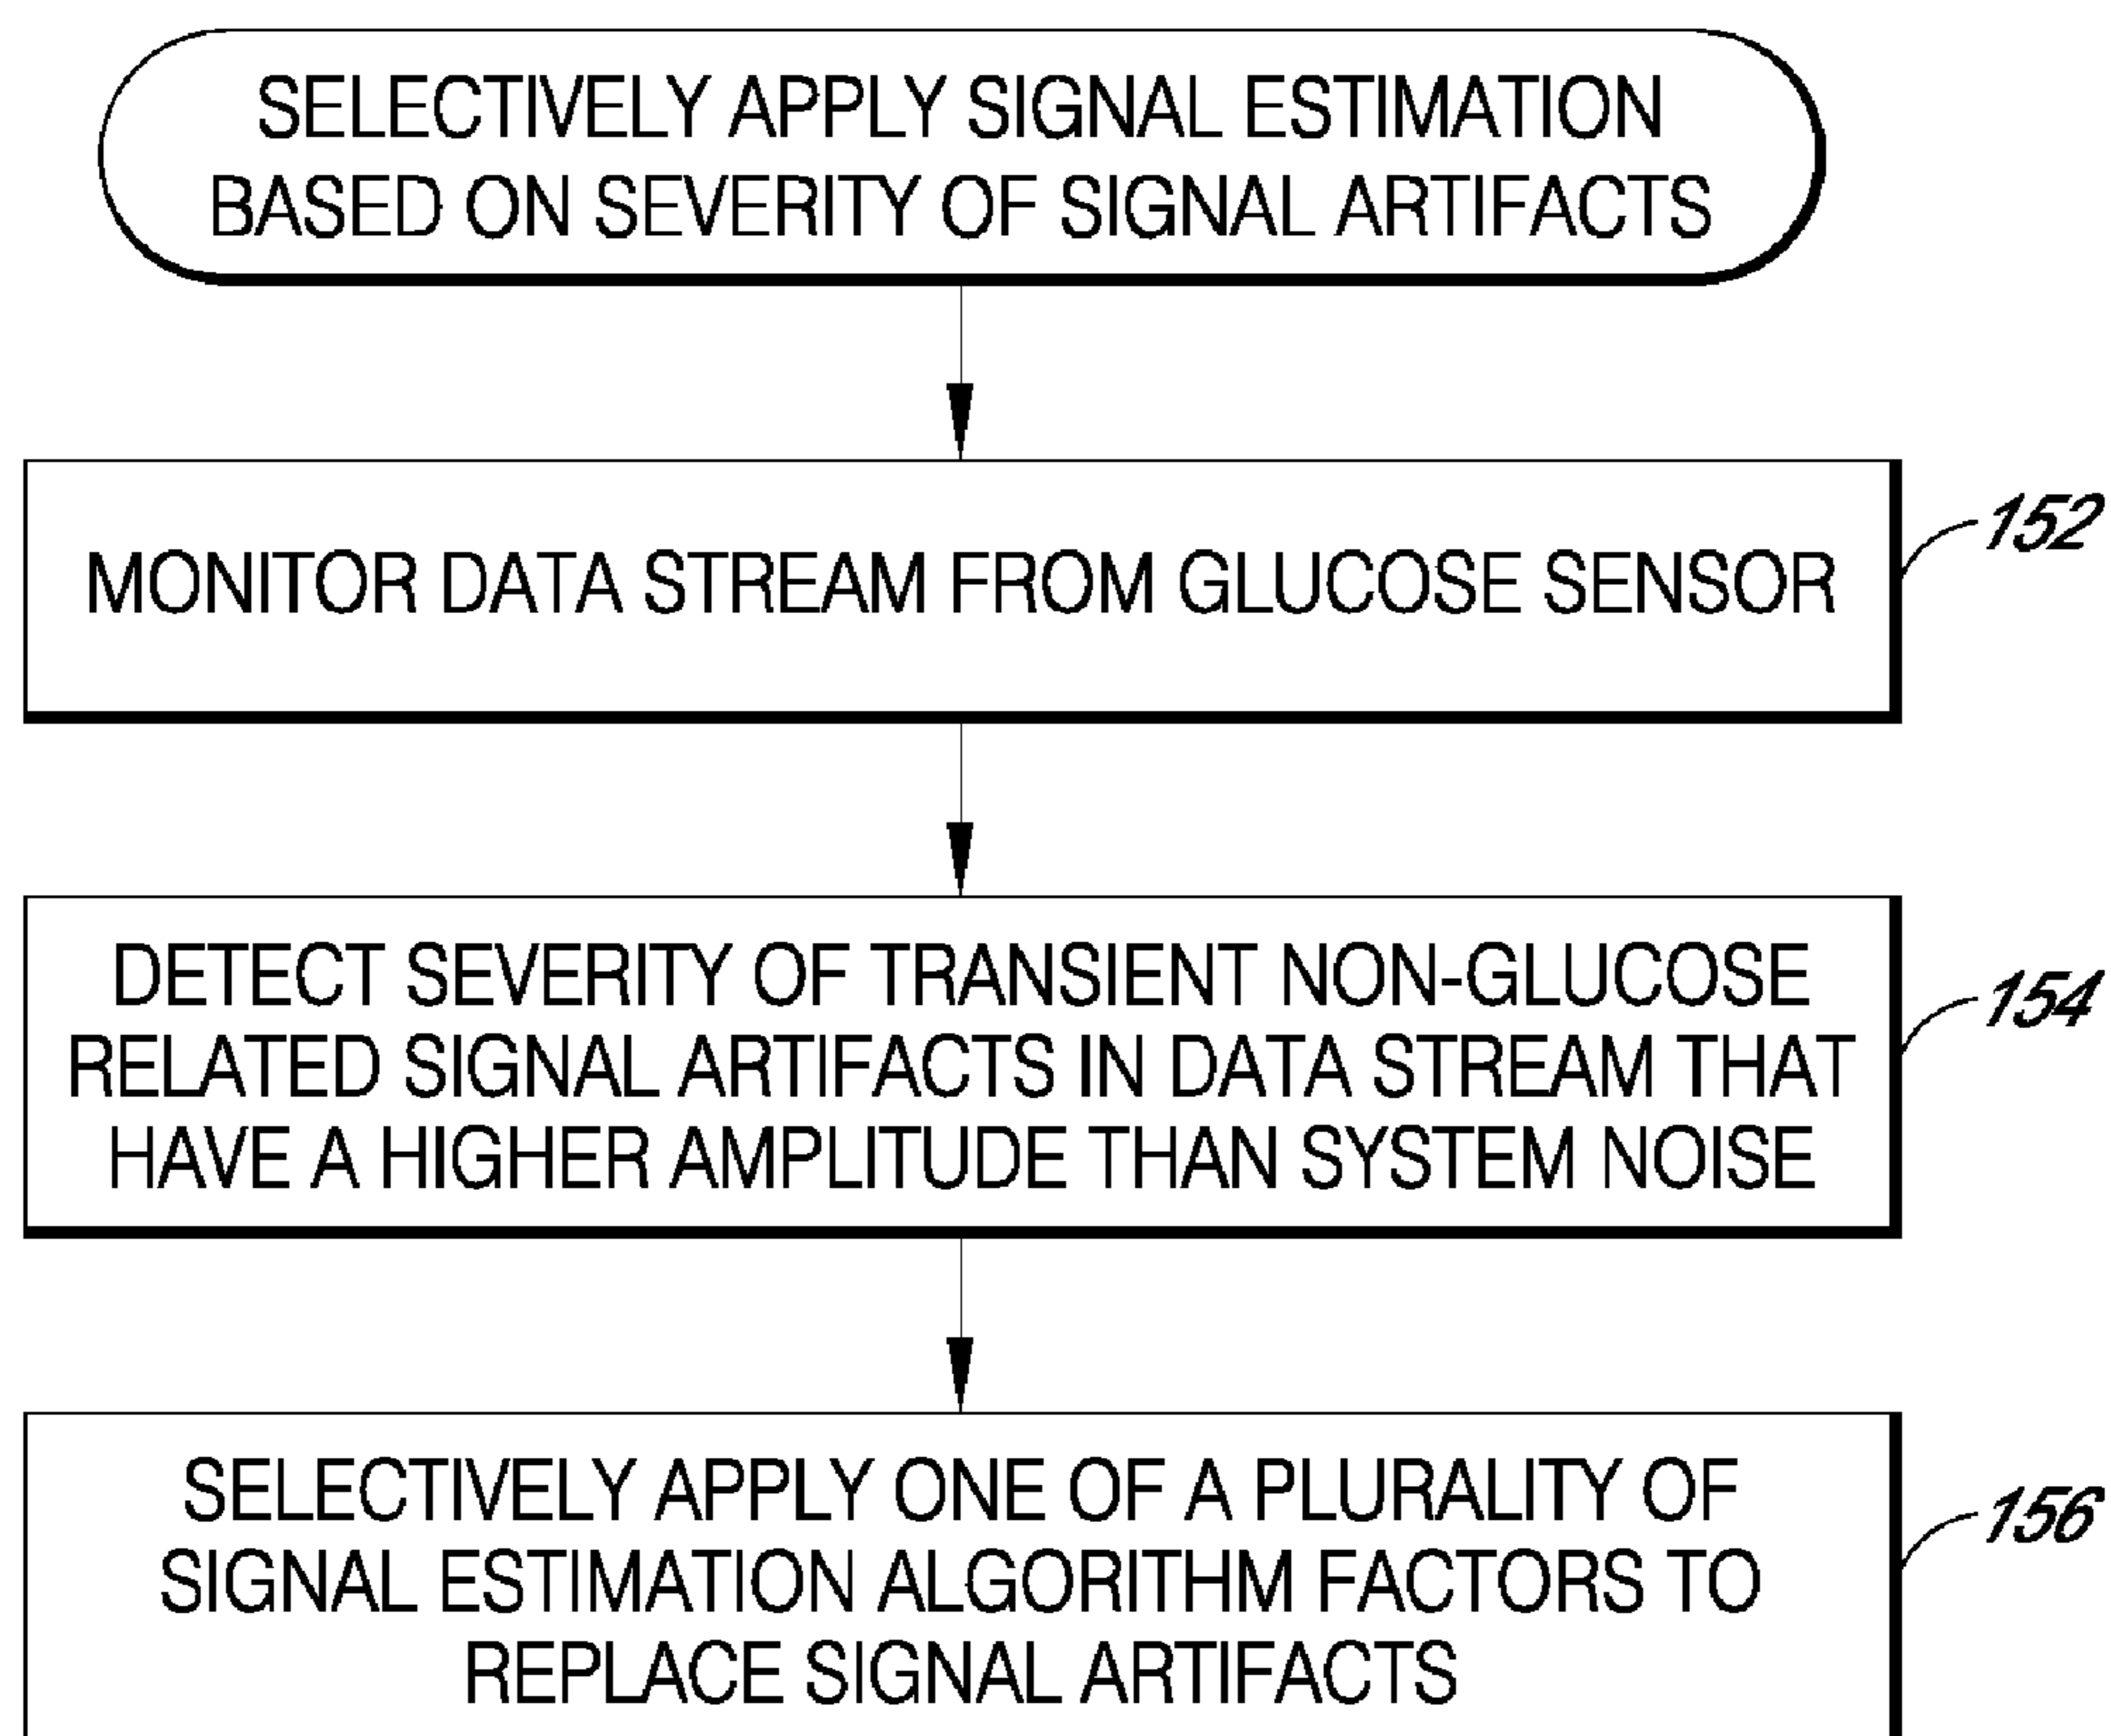 SELECTIVELY APPLY SIGNAL ESTIMATION
BASED ON SEVERITY OF SIGNAL ARTIFACTS
MONITOR DATA STREAM FROM GLUCOSE SENSOR
152
DETECT SEVERITY OF TRANSIENT NON-GLUCOSE
RELATED SIGNAL ARTIFACTS IN DATA STREAM THAT
HAVE A HIGHER AMPLITUDE THAN SYSTEM NOISE
154
SELECTIVELY APPLY ONE OF A PLURALITY OF
SIGNAL ESTIMATION ALGORITHM FACTORS TO
REPLACE SIGNAL ARTIFACTS
156